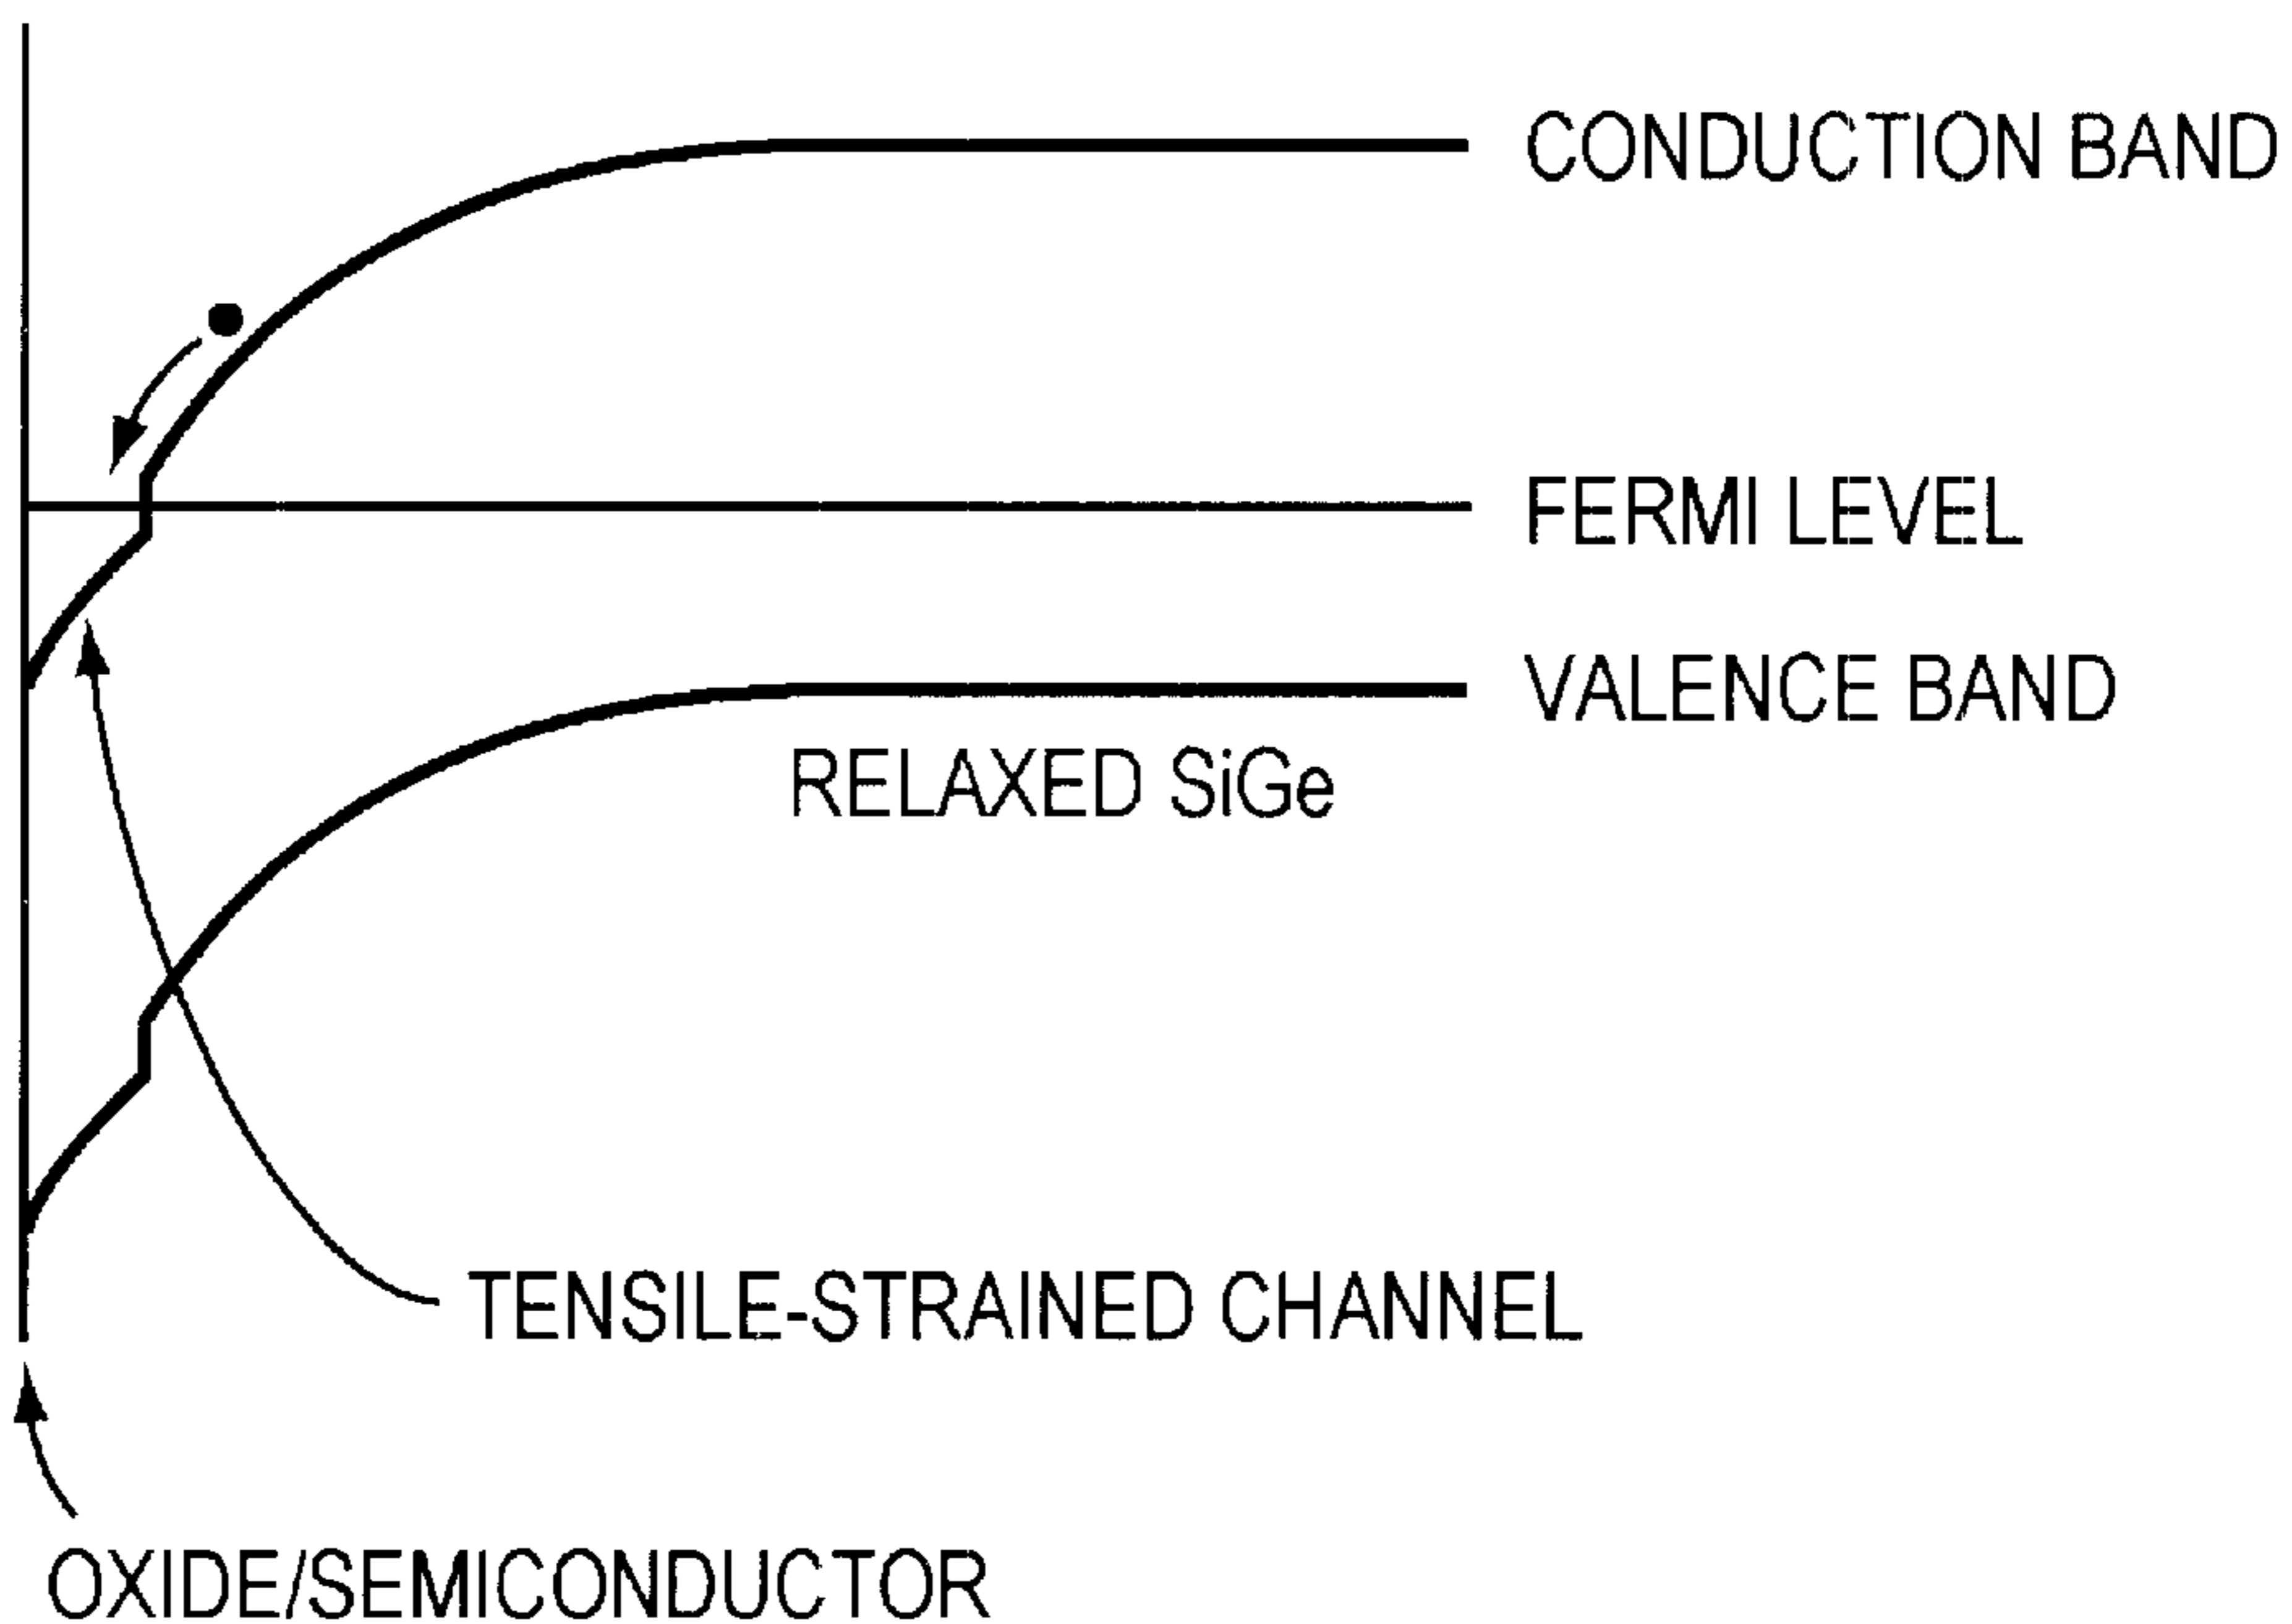 CONDUCTION BAND
FERMI LEVEL
VALENCE BAND
RELAXED SiGe
TENSILE-STRAINED CHANNEL
OXIDE/SEMICONDUCTOR